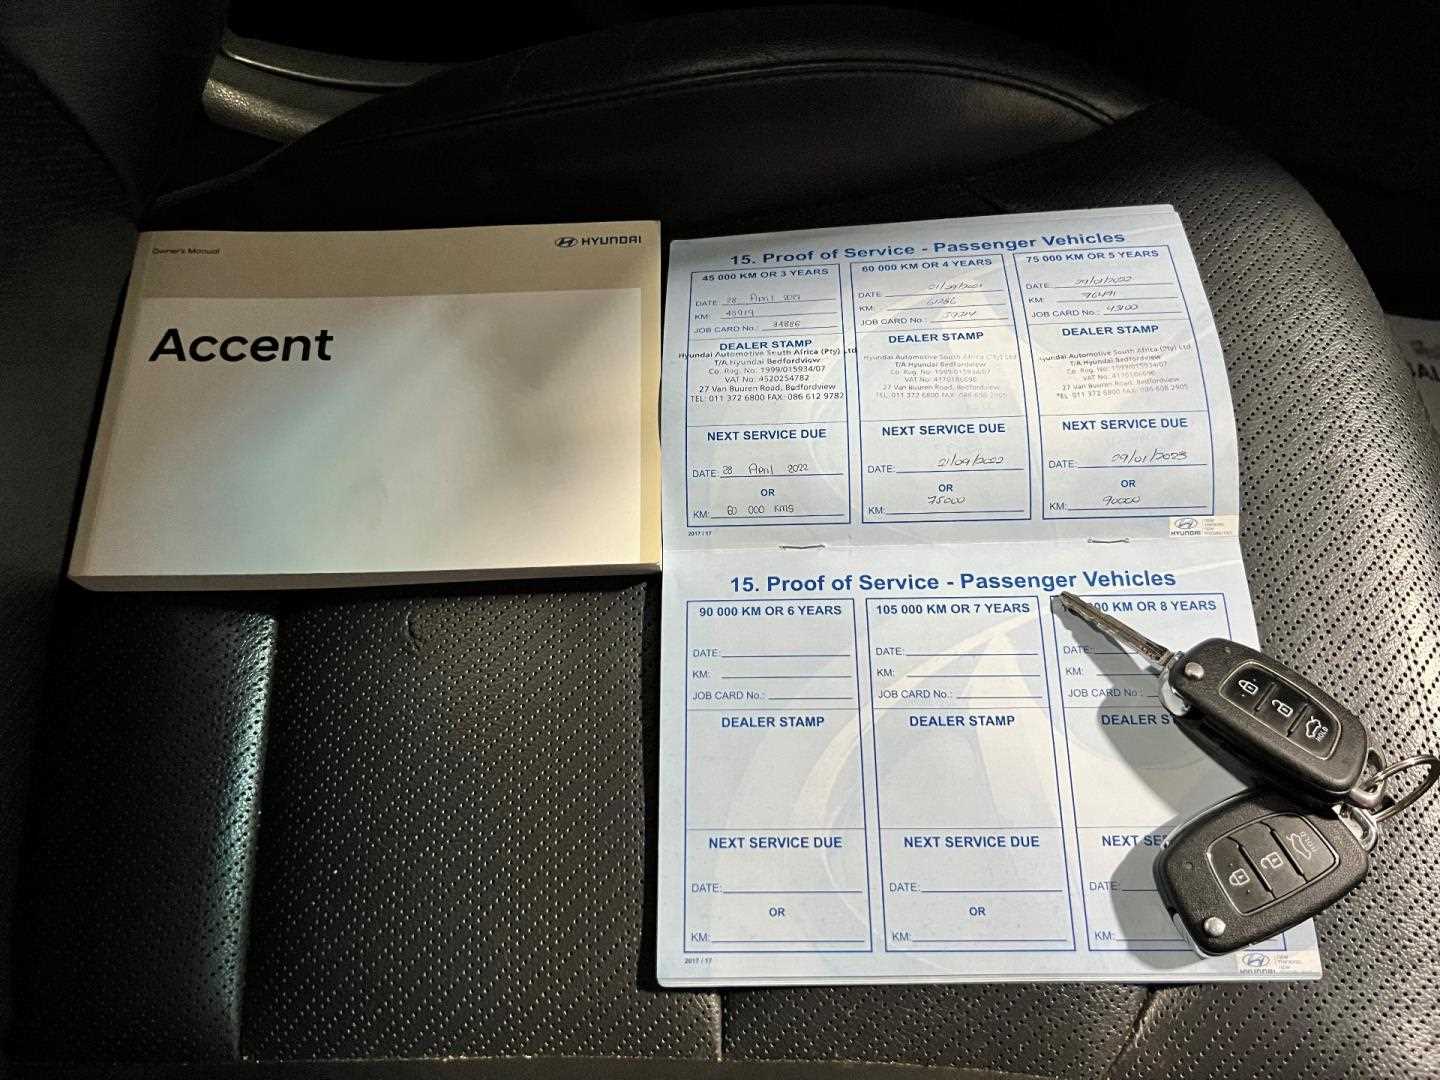 Owner's Manual
HYUNDAI
Accent
15. Proof of Service - Passenger Vehicles
45 000 KM OR 3 YEARS
DATE: 28 April 2021
KM: 45919
JOB CARD No.: 34886
DEALER STAMP
Hyundai Automotive South Africa (Pty) Ltd
T/A Hyundai Bedfordview
Co. Reg. No: 1999/015934/07
VAT No: 4520254782
27 Van Buuren Road, Bedfordview
TEL: 011 372 6800 FAX: 086 612 9782
NEXT SERVICE DUE
DATE: 28 April 2022
OR
KM: 60 000 KMS
2017 / 17
60 000 KM OR 4 YEARS
DATE: 21/09/2021
KM: 61286
JOB CARD No.:
DEALER STAMP
Hyundai Automotive South Africa (Pty) Ltd
T/A Hyundai Bedfordview
Co. Reg. No: 1999/015934/07
VAT No: 4170186696
27 Van Buuren Road, Bedfordview
TEL: 011 372 6800 FAX: 086 608 2905
NEXT SERVICE DUE
DATE: 21/09/2022
OR
KM: 75000
75 000 KM OR 5 YEARS
DATE: 29/01/2022
KM: 76491
JOB CARD No.: 43100
DEALER STAMP
Hyundai Automotive South Africa (Pty) Ltd
T/A Hyundai Bedfordview
Co. Reg. No: 1999/015934/07
VAT No: 4170186696
27 Van Buuren Road, Bedfordview
TEL: 011 372 6800 FAX: 086 608 2905
NEXT SERVICE DUE
DATE: 29/01/2023
OR
KM: 90000
HYUNDAI
15. Proof of Service - Passenger Vehicles
90 000 KM OR 6 YEARS
DATE:
KM:
JOB CARD No.:
DEALER STAMP
NEXT SERVICE DUE
DATE:
OR
KM:
2017 / 17
105 000 KM OR 7 YEARS
DATE:
KM:
JOB CARD No.:
DEALER STAMP
NEXT SERVICE DUE
DATE:
OR
KM:
00 KM OR 8 YEARS
DATE:
KM:
JOB CARD No.:
DEALER ST
NEXT SE
DATE:
KM:
HYUNDAI
HOLD